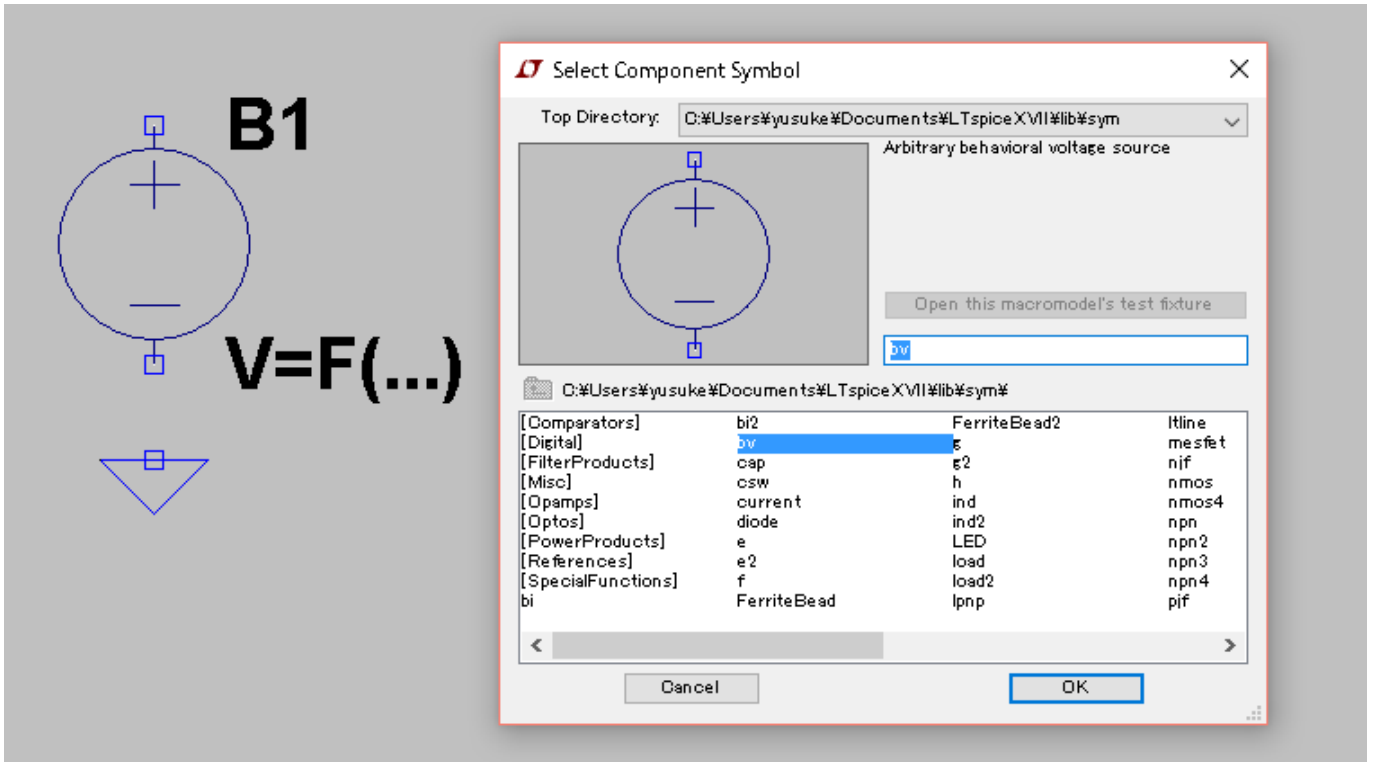 B1
V=F(...)
Select Component Symbol
Top Directory: C:¥Users¥yusuke¥Documents¥LTspiceXVII¥lib¥sym
Arbitrary behavioral voltage source
Open this macromodel's test fixture
bv
C:¥Users¥yusuke¥Documents¥LTspiceXVII¥lib¥sym¥
[Comparators] bi2 FerriteBead2 ltline
[Digital] bv g mesfet
[FilterProducts] cap g2 njf
[Misc] csw h nmos
[Opamps] current ind nmos4
[Optos] diode ind2 npn
[PowerProducts] e LED npn2
[References] e2 load npn3
[SpecialFunctions] f load2 npn4
bi FerriteBead lpnp pjf
Cancel OK